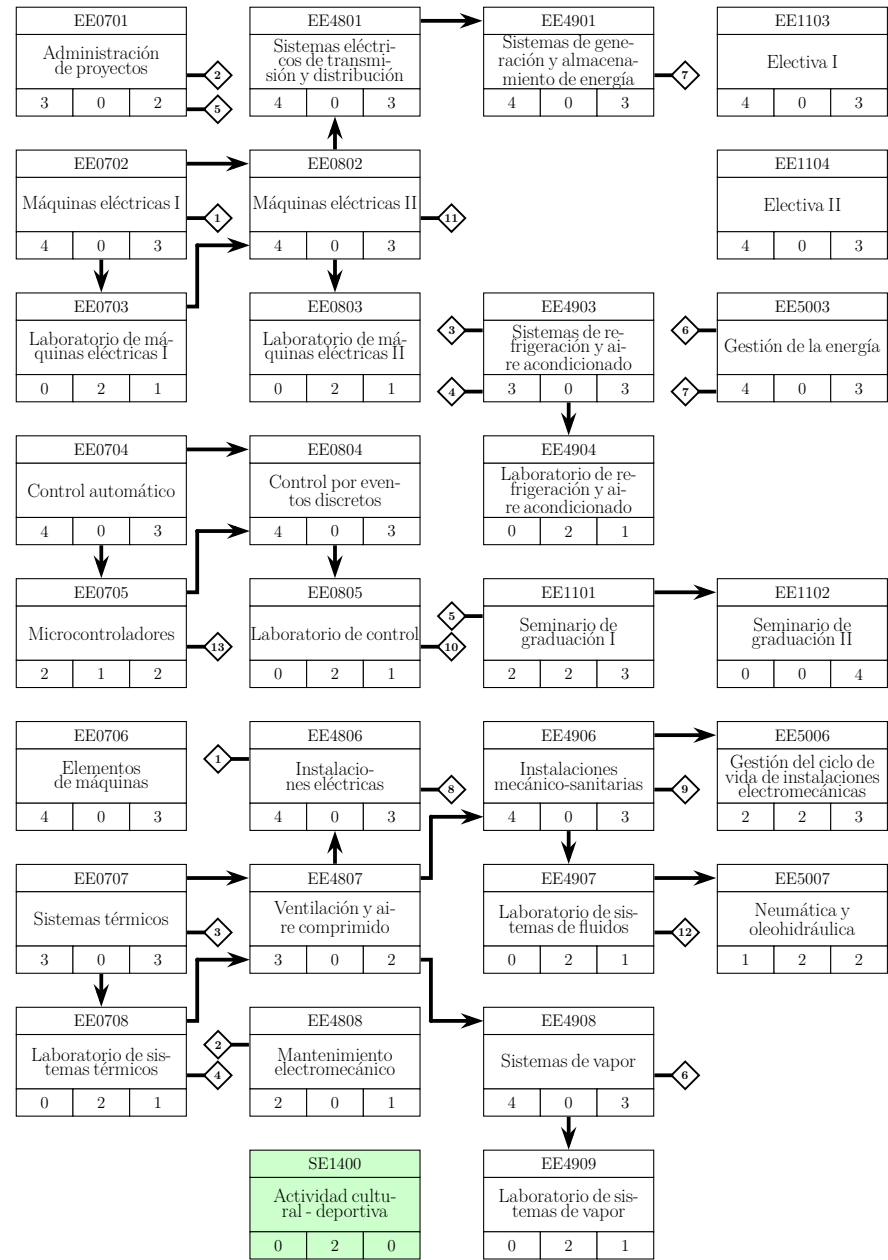 EE0701
Administración
de proyectos
3 0 2
2
5
EE4801
Sistemas eléctri-
cos de transmi-
sión y distribución
4 0 3
EE4901
Sistemas de gene-
ración y almacena-
miento de energía
4 0 3
7
EE1103
Electiva I
4 0 3
EE0702
Máquinas eléctricas I
4 0 3
1
EE0802
Máquinas eléctricas II
4 0 3
11
EE1104
Electiva II
4 0 3
EE0703
Laboratorio de má-
quinas eléctricas I
0 2 1
EE0803
Laboratorio de má-
quinas eléctricas II
0 2 1
3
4
EE4903
Sistemas de re-
frigeración y ai-
re acondicionado
3 0 3
6
7
EE5003
Gestión de la energía
4 0 3
EE0704
Control automático
4 0 3
EE0804
Control por even-
tos discretos
4 0 3
EE4904
Laboratorio de re-
frigeración y ai-
re acondicionado
0 2 1
EE0705
Microcontroladores
2 1 2
13
EE0805
Laboratorio de control
0 2 1
10
5
EE1101
Seminario de
graduación I
2 2 3
EE1102
Seminario de
graduación II
0 0 4
EE0706
Elementos
de máquinas
4 0 3
1
EE4806
Instalacio-
nes eléctricas
4 0 3
8
EE4906
Instalaciones
mecánico-sanitarias
4 0 3
9
EE5006
Gestión del ciclo de
vida de instalaciones
electromecánicas
2 2 3
EE0707
Sistemas térmicos
3 0 3
3
EE4807
Ventilación y ai-
re comprimido
3 0 2
EE4907
Laboratorio de sis-
temas de fluidos
0 2 1
12
EE5007
Neumática y
oleohidráulica
1 2 2
EE0708
Laboratorio de sis-
temas térmicos
0 2 1
4
2
EE4808
Mantenimiento
electromecánico
2 0 1
EE4908
Sistemas de vapor
4 0 3
6
SE1400
Actividad cultu-
ral - deportiva
0 2 0
EE4909
Laboratorio de sis-
temas de vapor
0 2 1